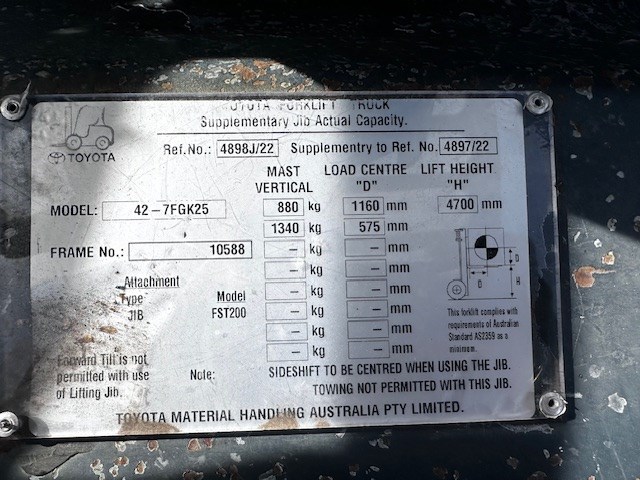 TOYOTA FORKLIFT TRUCK
Supplementary Jib Actual Capacity.
TOYOTA
Ref.No.: 4898J/22 Supplementry to Ref. No. 4897/22
MAST VERTICAL LOAD CENTRE "D" LIFT HEIGHT "H"
MODEL: 42-7FGK25 880 kg 1160 mm 4700 mm
1340 kg 575 mm
FRAME No.: 10588 – kg – mm
– kg – mm
Attachment
Type Model – kg – mm
JIB FST200
– kg – mm
– kg – mm
– kg – mm
D
D H
This forklift complies with
requirements of Australian
Standard AS2359 as a
minimum.
Forward Tilt is not
permitted with use
of Lifting Jib.
Note: SIDESHIFT TO BE CENTRED WHEN USING THE JIB.
TOWING NOT PERMITTED WITH THIS JIB.
TOYOTA MATERIAL HANDLING AUSTRALIA PTY LIMITED.